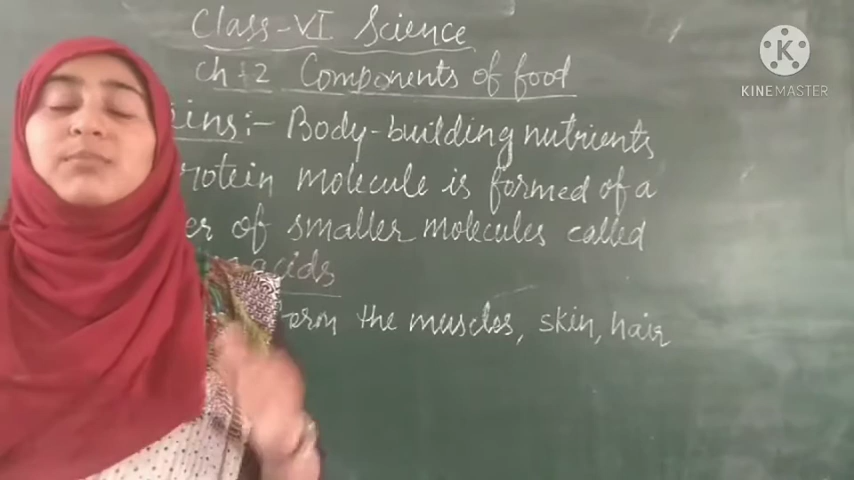 Class-VI Science
Ch-2 Components of food
ins:- Body-building nutrients
rotein molecule is formed of a
er of smaller molecules called
acids
orm the muscles, skin, hair
K
KINEMASTER